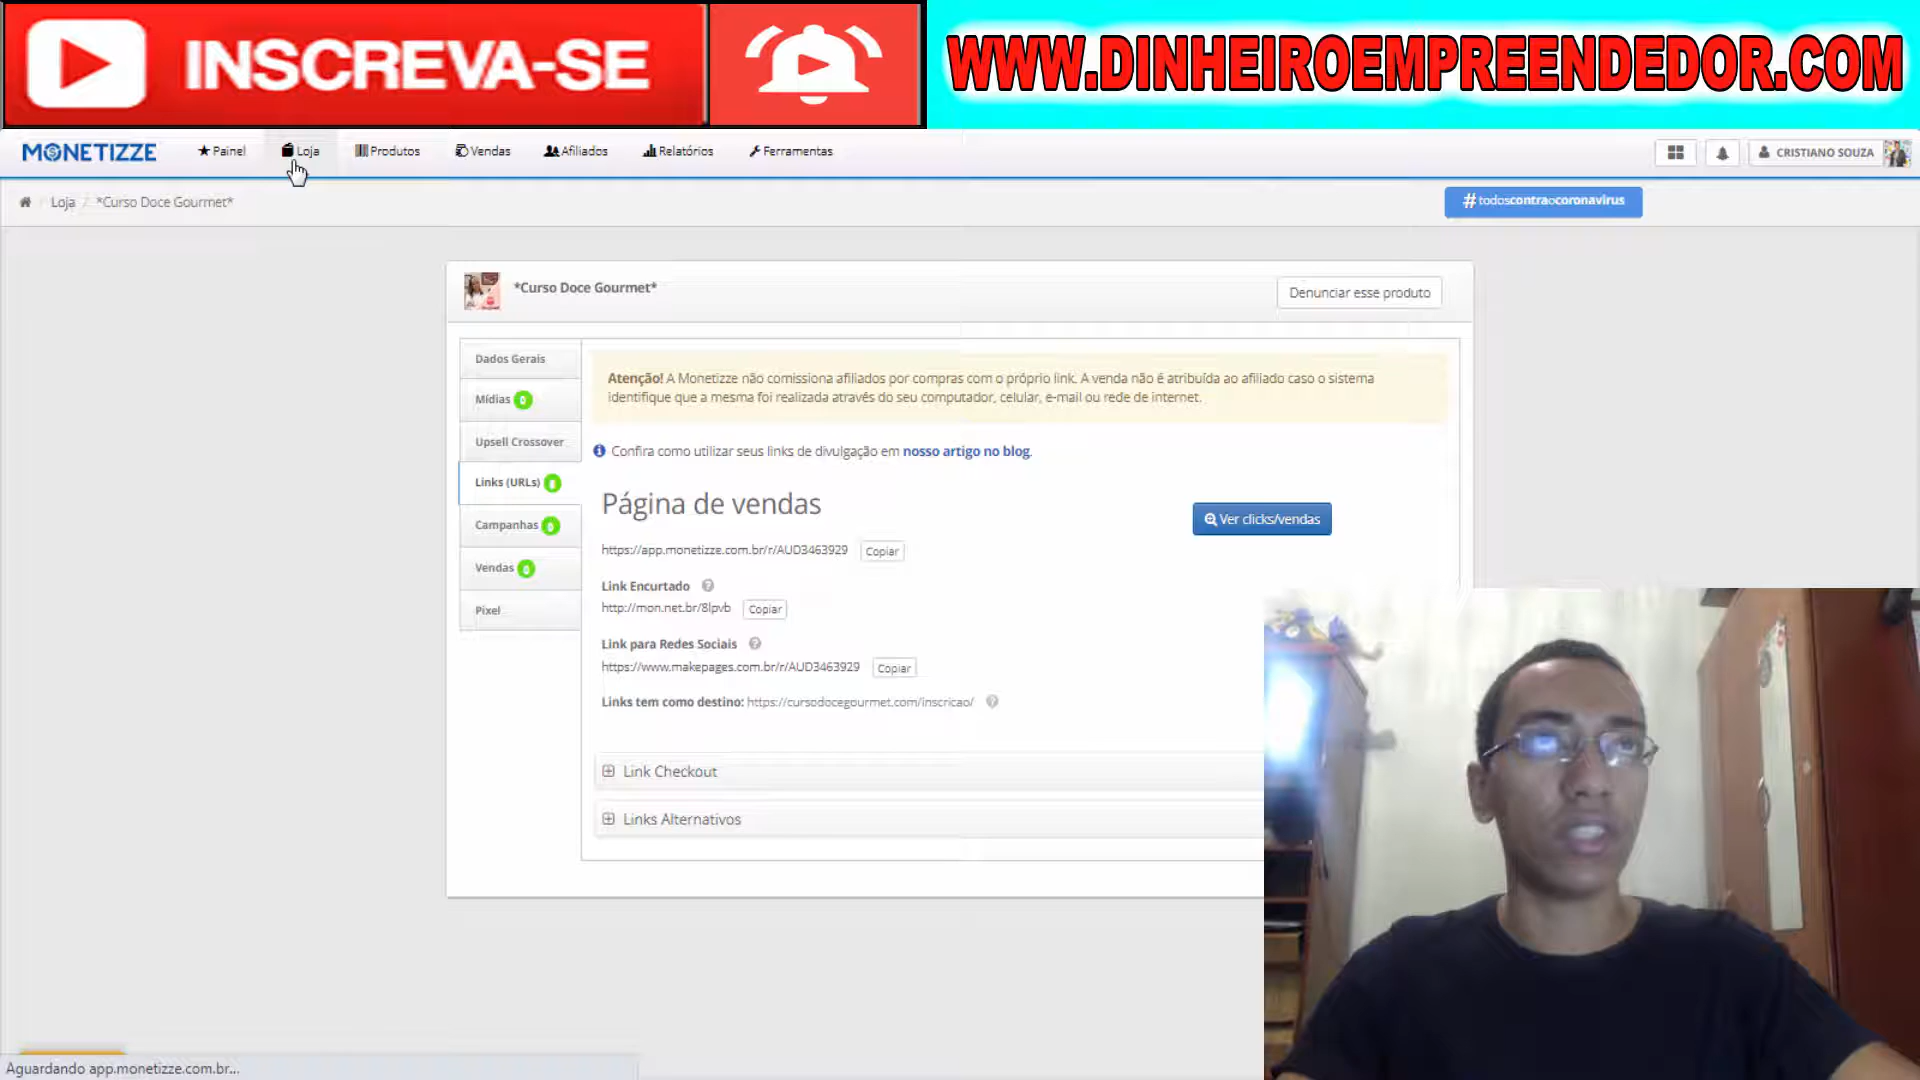 INSCREVA-SE
WWW.DINHEIROEMPREENDEDOR.COM
MONETIZZE
Painel
Loja
Produtos
Vendas
Afiliados
Relatórios
Ferramentas
CRISTIANO SOUZA
Loja / *Curso Doce Gourmet*
#todoscontraocoronavirus
*Curso Doce Gourmet*
Denunciar esse produto
Dados Gerais
Mídias 0
Upsell Crossover
Links (URLs)
Campanhas 0
Vendas 0
Pixel
Atenção! A Monetizze não comissiona afiliados por compras com o próprio link. A venda não é atribuída ao afiliado caso o sistema
identifique que a mesma foi realizada através do seu computador, celular, e-mail ou rede de internet.
Confira como utilizar seus links de divulgação em nosso artigo no blog.
Página de vendas
Ver clicks/vendas
https://app.monetizze.com.br/r/AUD3463929 Copiar
Link Encurtado
http://mon.net.br/8lpvb Copiar
Link para Redes Sociais
https://www.makepages.com.br/r/AUD3463929 Copiar
Links tem como destino: https://cursodocegourmet.com/inscricao/
Link Checkout
Links Alternativos
Aguardando app.monetizze.com.br...